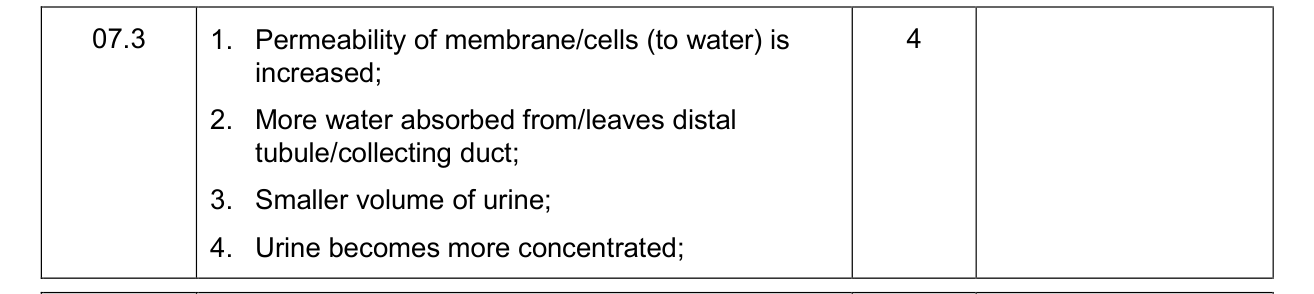 07.3
1. Permeability of membrane/cells (to water) is
increased;
2. More water absorbed from/leaves distal
tubule/collecting duct;
3. Smaller volume of urine;
4. Urine becomes more concentrated;
4